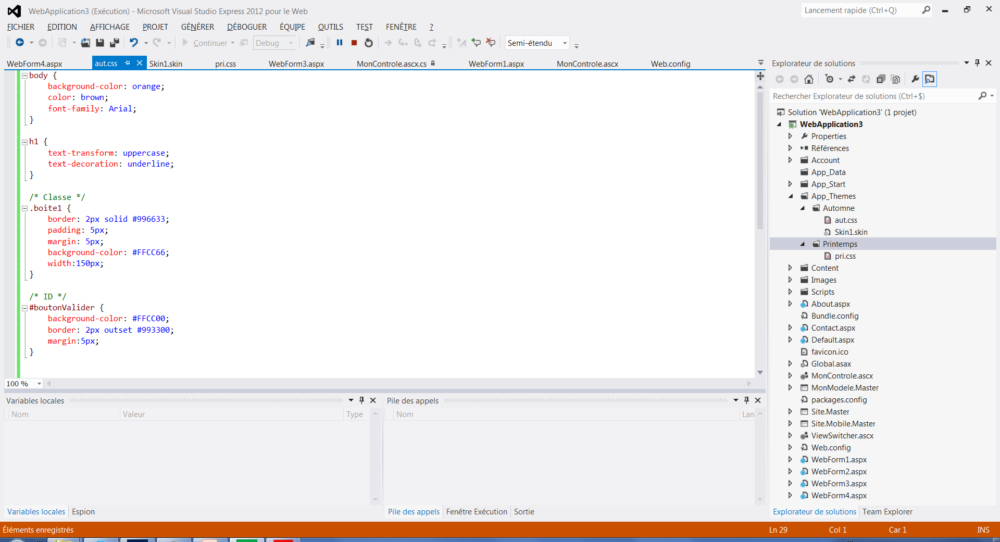 WebApplication3 (Exécution) - Microsoft Visual Studio Express 2012 pour le Web
Lancement rapide (Ctrl+Q)
FICHIER EDITION AFFICHAGE PROJET GÉNÉRER DÉBOGUER ÉQUIPE OUTILS TEST FENÊTRE ?
Continuer Debug Semi-étendu
WebForm4.aspx aut.css Skin1.skin pri.css WebForm3.aspx MonControle.ascx.cs WebForm1.aspx MonControle.ascx Web.config
body {
background-color: orange;
color: brown;
font-family: Arial;
}
h1 {
text-transform: uppercase;
text-decoration: underline;
}
/* Classe */
.boite1 {
border: 2px solid #996633;
padding: 5px;
margin: 5px;
background-color: #FFCC66;
width:150px;
}
/* ID */
#boutonValider {
background-color: #FFCC00;
border: 2px outset #993300;
margin:5px;
}
100 %
Variables locales
Nom Valeur Type
Variables locales Espion
Pile des appels
Nom Lan
Pile des appels Fenêtre Exécution Sortie
Explorateur de solutions
Rechercher Explorateur de solutions (Ctrl+$)
Solution 'WebApplication3' (1 projet)
WebApplication3
Properties
Références
Account
App_Data
App_Start
App_Themes
Automne
aut.css
Skin1.skin
Printemps
pri.css
Content
Images
Scripts
About.aspx
Bundle.config
Contact.aspx
Default.aspx
favicon.ico
Global.asax
MonControle.ascx
MonModele.Master
packages.config
Site.Master
Site.Mobile.Master
ViewSwitcher.ascx
Web.config
WebForm1.aspx
WebForm2.aspx
WebForm3.aspx
WebForm4.aspx
Explorateur de solutions Team Explorer
Éléments enregistrés Ln 29 Col 1 Car 1 INS